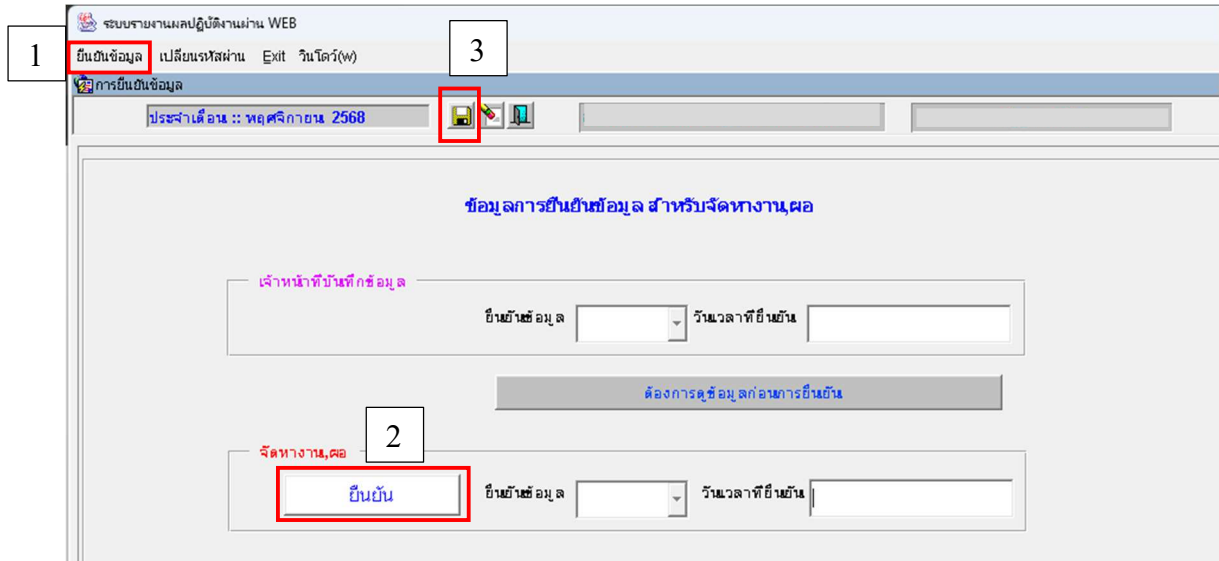 ระบบรายงานผลปฏิบัติงานผ่าน WEB
1
ยืนยันข้อมูล เปลี่ยนรหัสผ่าน Exit วินโดว์(w)
3
การยืนยันข้อมูล
ประจำเดือน :: พฤศจิกายน 2568
ข้อมูลการยืนยันข้อมูล สำหรับจัดหางาน,ผอ
เจ้าหน้าที่บันทึกข้อมูล
ยืนยันข้อมูล วันเวลาที่ยืนยัน
ต้องการดูข้อมูลก่อนการยืนยัน
2
จัดหางาน,ผอ
ยืนยัน ยืนยันข้อมูล วันเวลาที่ยืนยัน